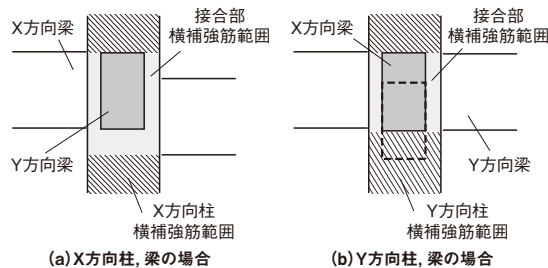 X方向梁
接合部
横補強筋範囲
Y方向梁
X方向柱
横補強筋範囲
(a)X方向柱, 梁の場合
X方向梁
接合部
横補強筋範囲
Y方向梁
Y方向柱
横補強筋範囲
(b)Y方向柱, 梁の場合